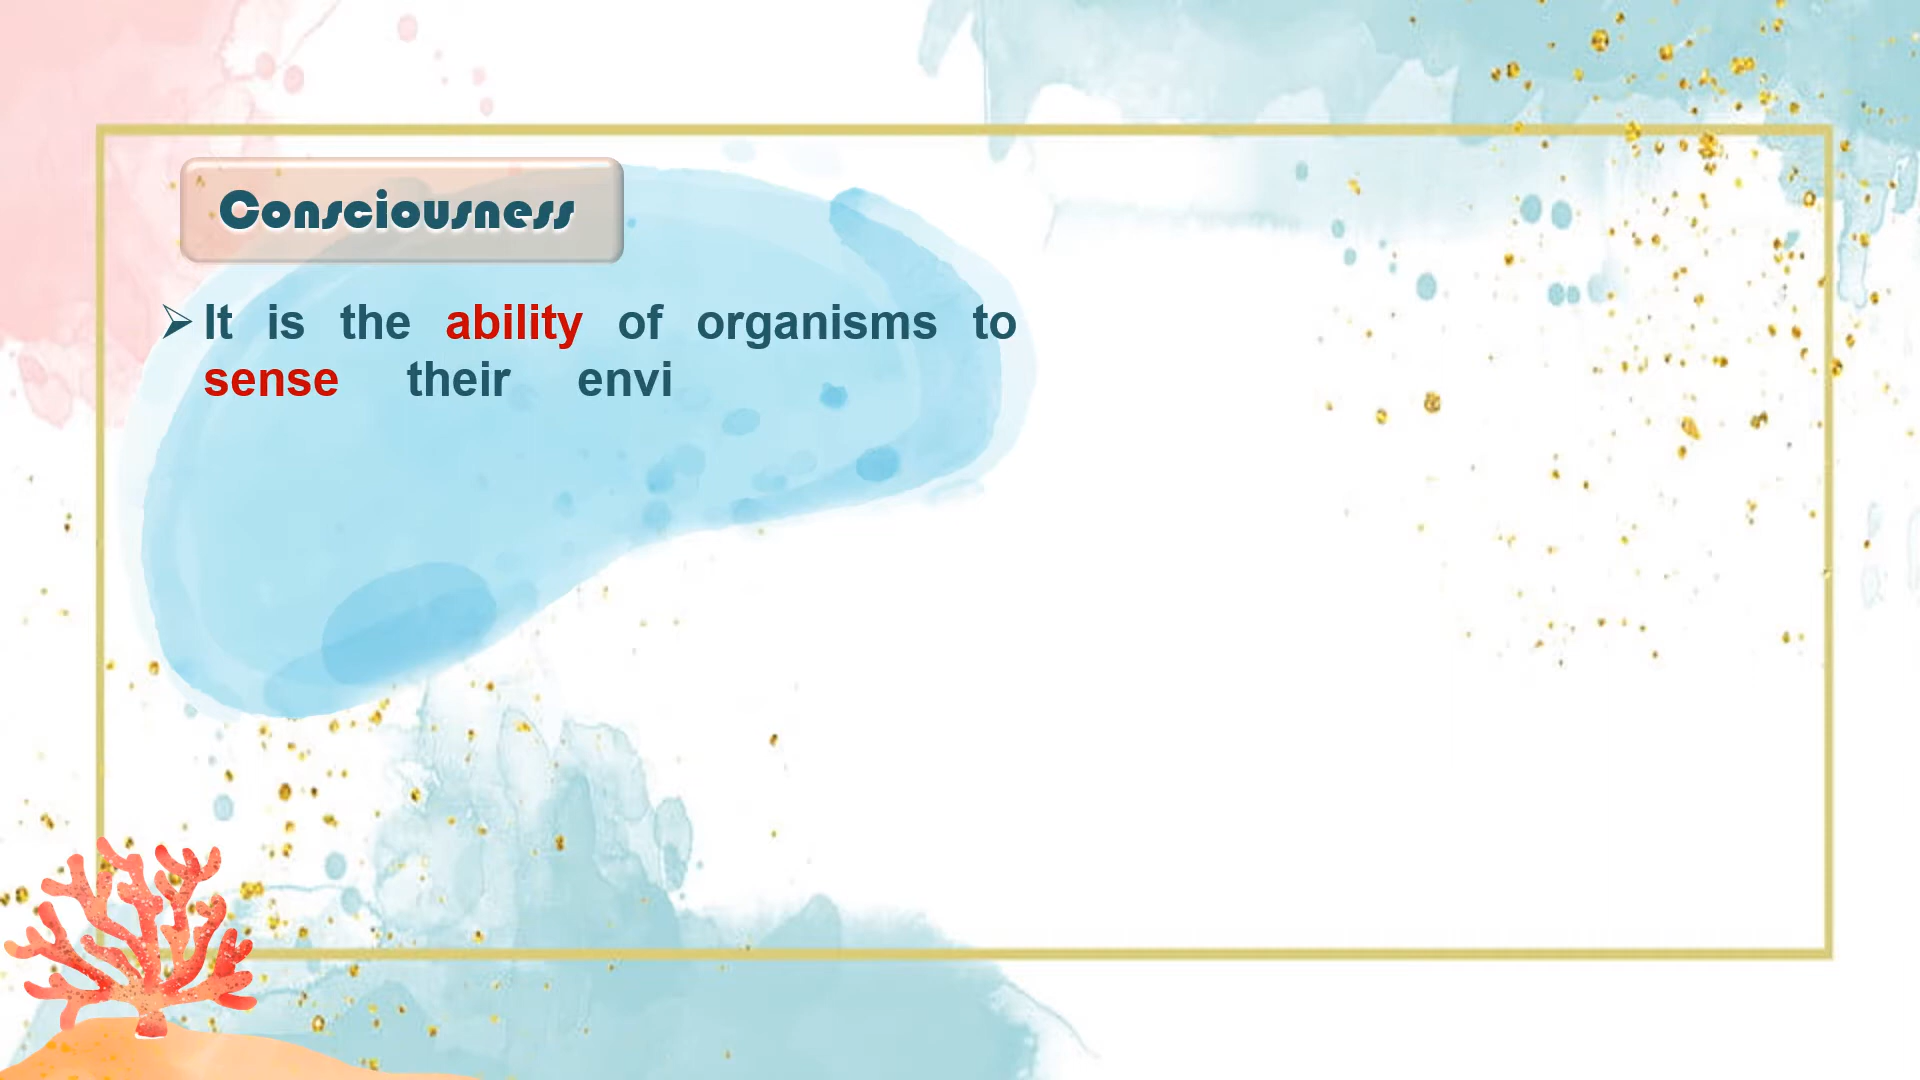 Consciousness
➢ It is the ability of organisms to
sense their envi